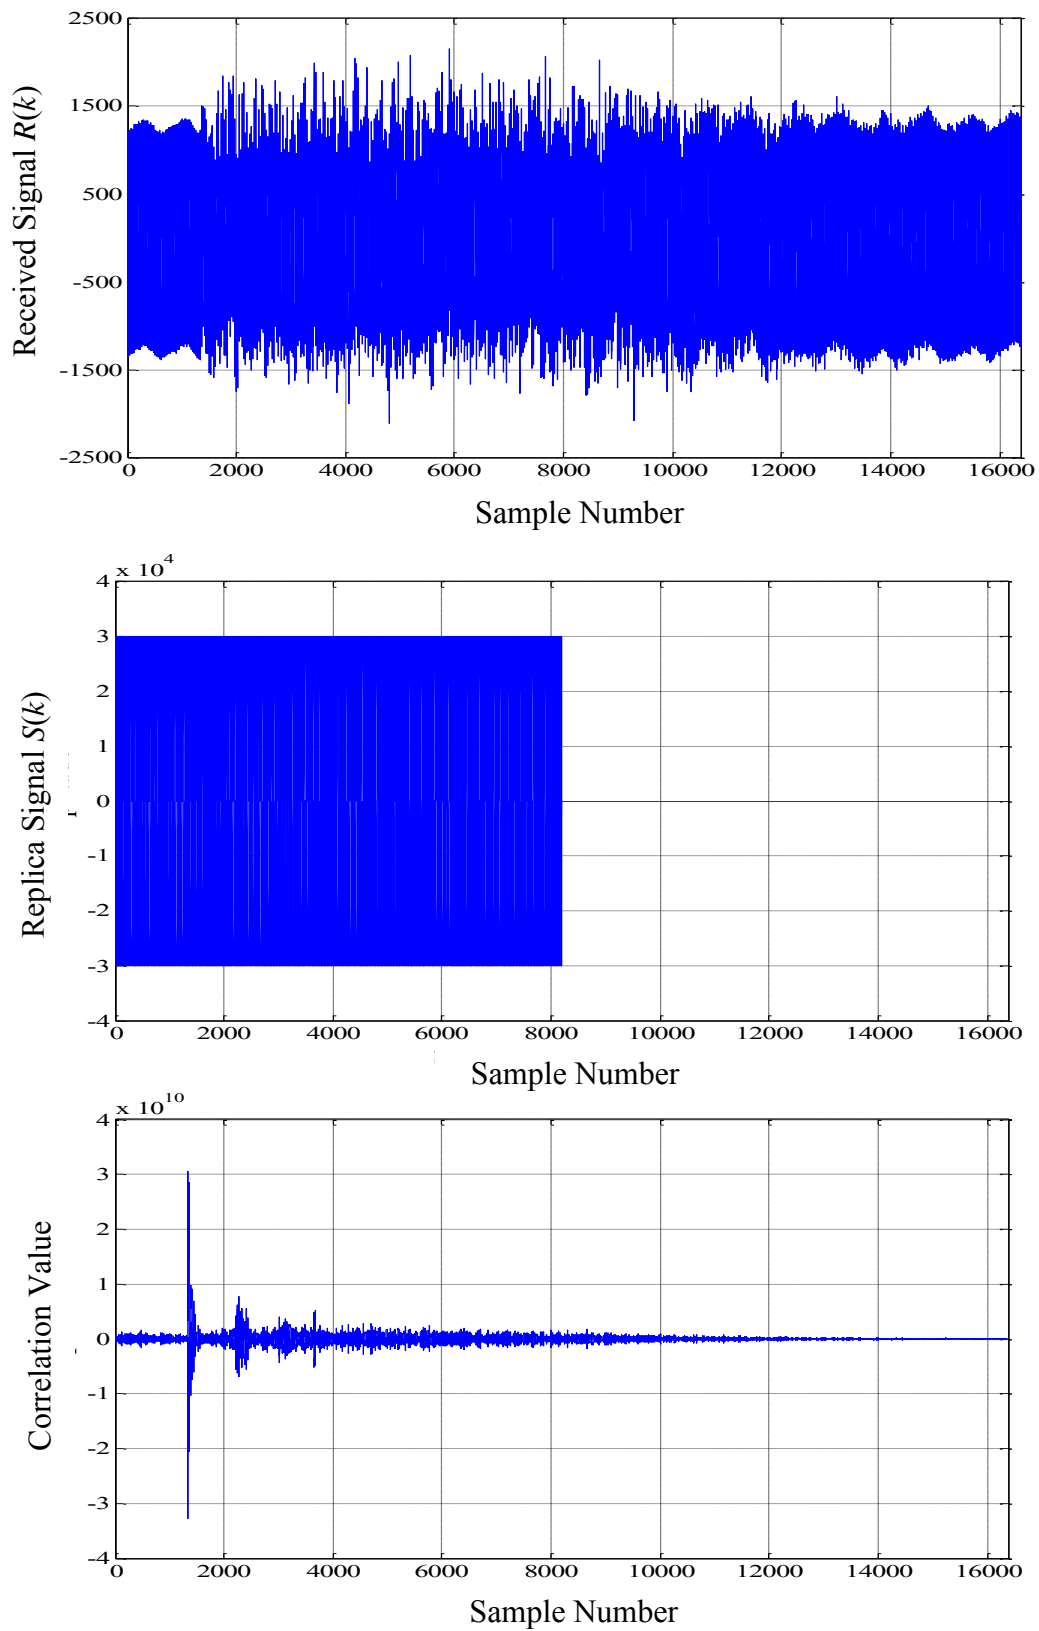 2500
1500
500
-500
-1500
-2500
Received Signal R(k)
0 2000 4000 6000 8000 10000 12000 14000 16000
Sample Number
4 x 10^4
3
2
1
0
-1
-2
-3
-4
Replica Signal S(k)
0 2000 4000 6000 8000 10000 12000 14000 16000
Sample Number
4 x 10^10
3
2
1
0
-1
-2
-3
-4
Correlation Value
0 2000 4000 6000 8000 10000 12000 14000 16000
Sample Number